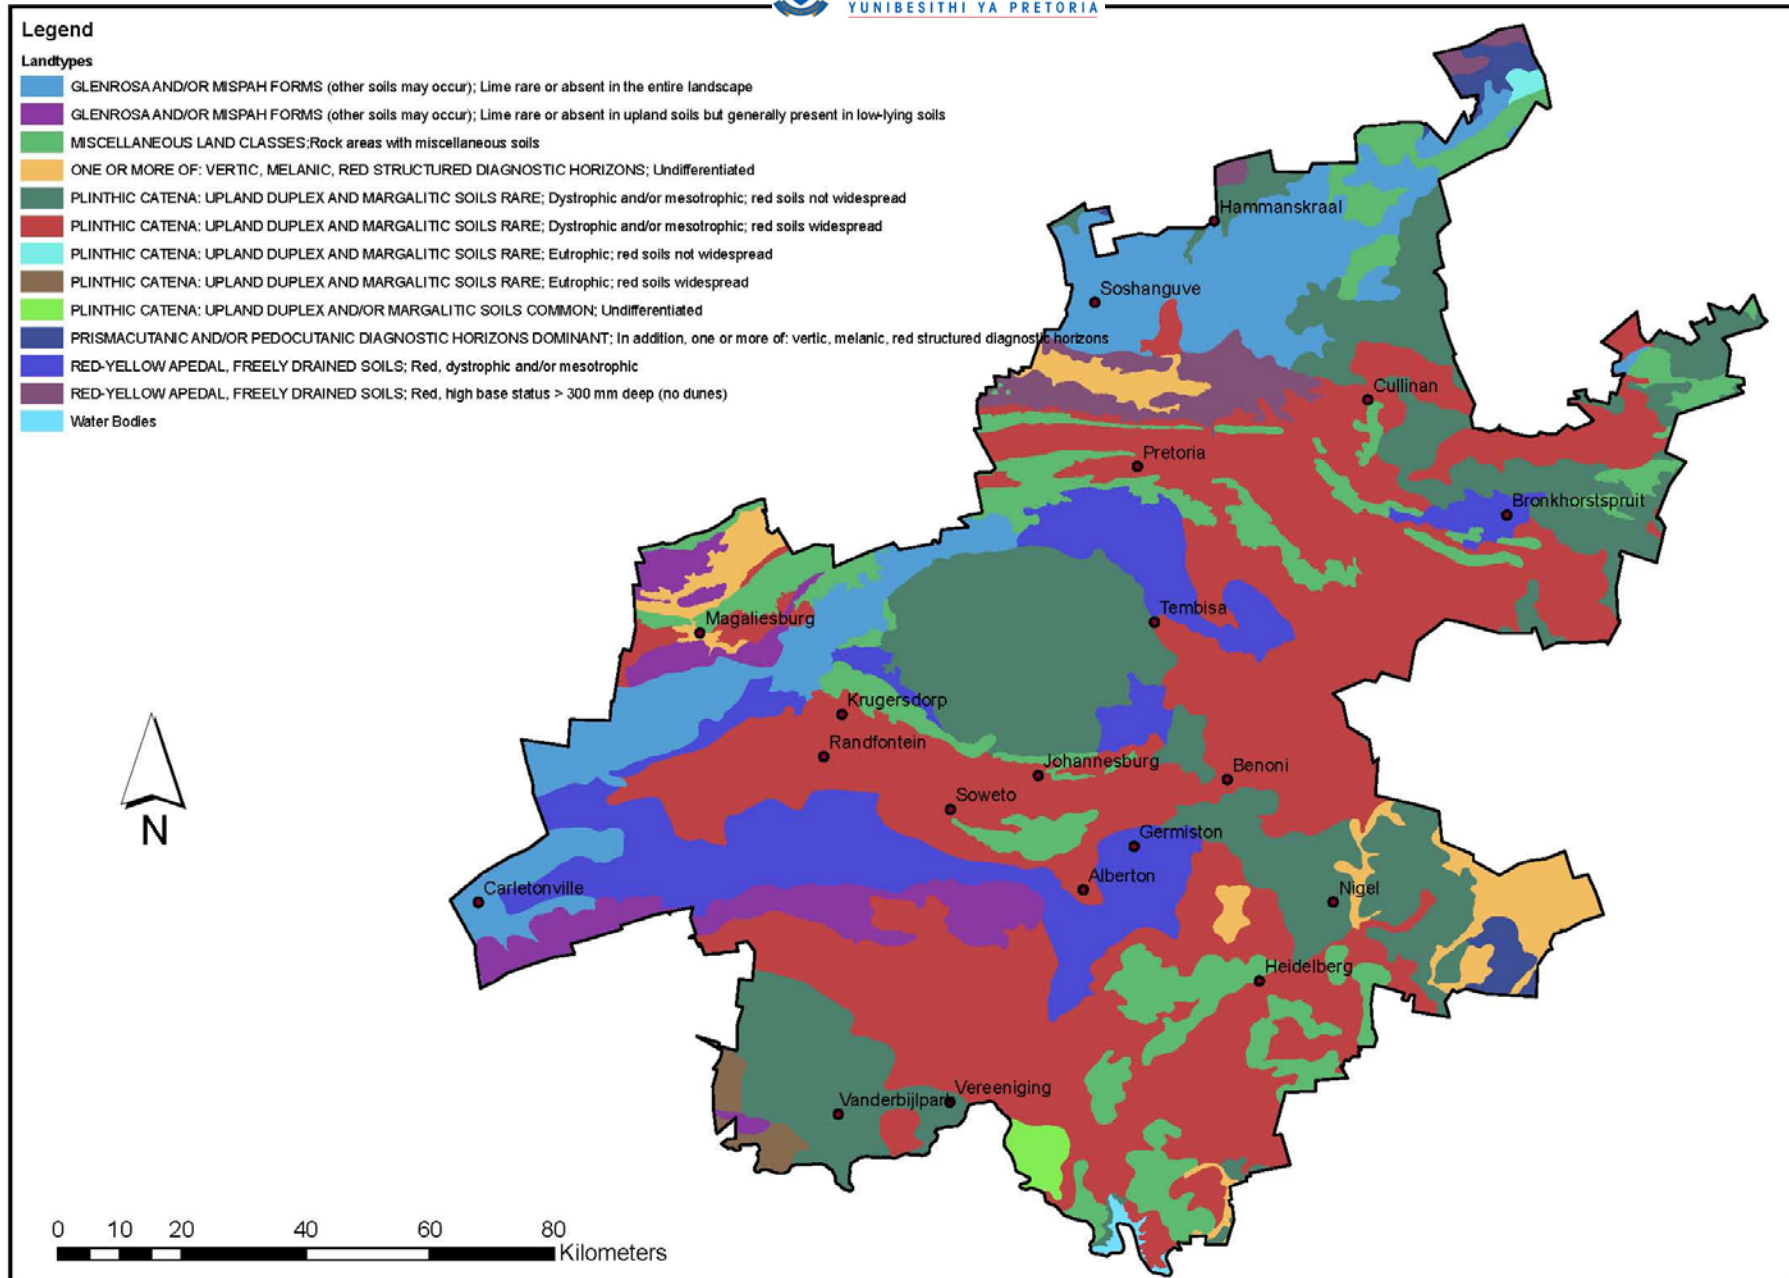 YUNIBESITHI YA PRETORIA
Legend
Landtypes
GLENROSA AND/OR MISPAH FORMS (other soils may occur); Lime rare or absent in the entire landscape
GLENROSA AND/OR MISPAH FORMS (other soils may occur); Lime rare or absent in upland soils but generally present in low-lying soils
MISCELLANEOUS LAND CLASSES;Rock areas with miscellaneous soils
ONE OR MORE OF: VERTIC, MELANIC, RED STRUCTURED DIAGNOSTIC HORIZONS; Undifferentiated
PLINTHIC CATENA: UPLAND DUPLEX AND MARGALITIC SOILS RARE; Dystrophic and/or mesotrophic; red soils not widespread
PLINTHIC CATENA: UPLAND DUPLEX AND MARGALITIC SOILS RARE; Dystrophic and/or mesotrophic; red soils widespread
PLINTHIC CATENA: UPLAND DUPLEX AND MARGALITIC SOILS RARE; Eutrophic; red soils not widespread
PLINTHIC CATENA: UPLAND DUPLEX AND MARGALITIC SOILS RARE; Eutrophic; red soils widespread
PLINTHIC CATENA: UPLAND DUPLEX AND/OR MARGALITIC SOILS COMMON; Undifferentiated
PRISMACUTANIC AND/OR PEDOCUTANIC DIAGNOSTIC HORIZONS DOMINANT; In addition, one or more of: vertic, melanic, red structured diagnostic horizons
RED-YELLOW APEDAL, FREELY DRAINED SOILS; Red, dystrophic and/or mesotrophic
RED-YELLOW APEDAL, FREELY DRAINED SOILS; Red, high base status > 300 mm deep (no dunes)
Water Bodies
Hammanskraal
Soshanguve
Cullinan
Pretoria
Bronkhorstspruit
Tembisa
Magaliesburg
Krugersdorp
Randfontein
Johannesburg
Benoni
Soweto
Germiston
Alberton
Carletonville
Nigel
Heidelberg
Vereeniging
Vanderbijlpark
N
0 10 20 40 60 80
Kilometers